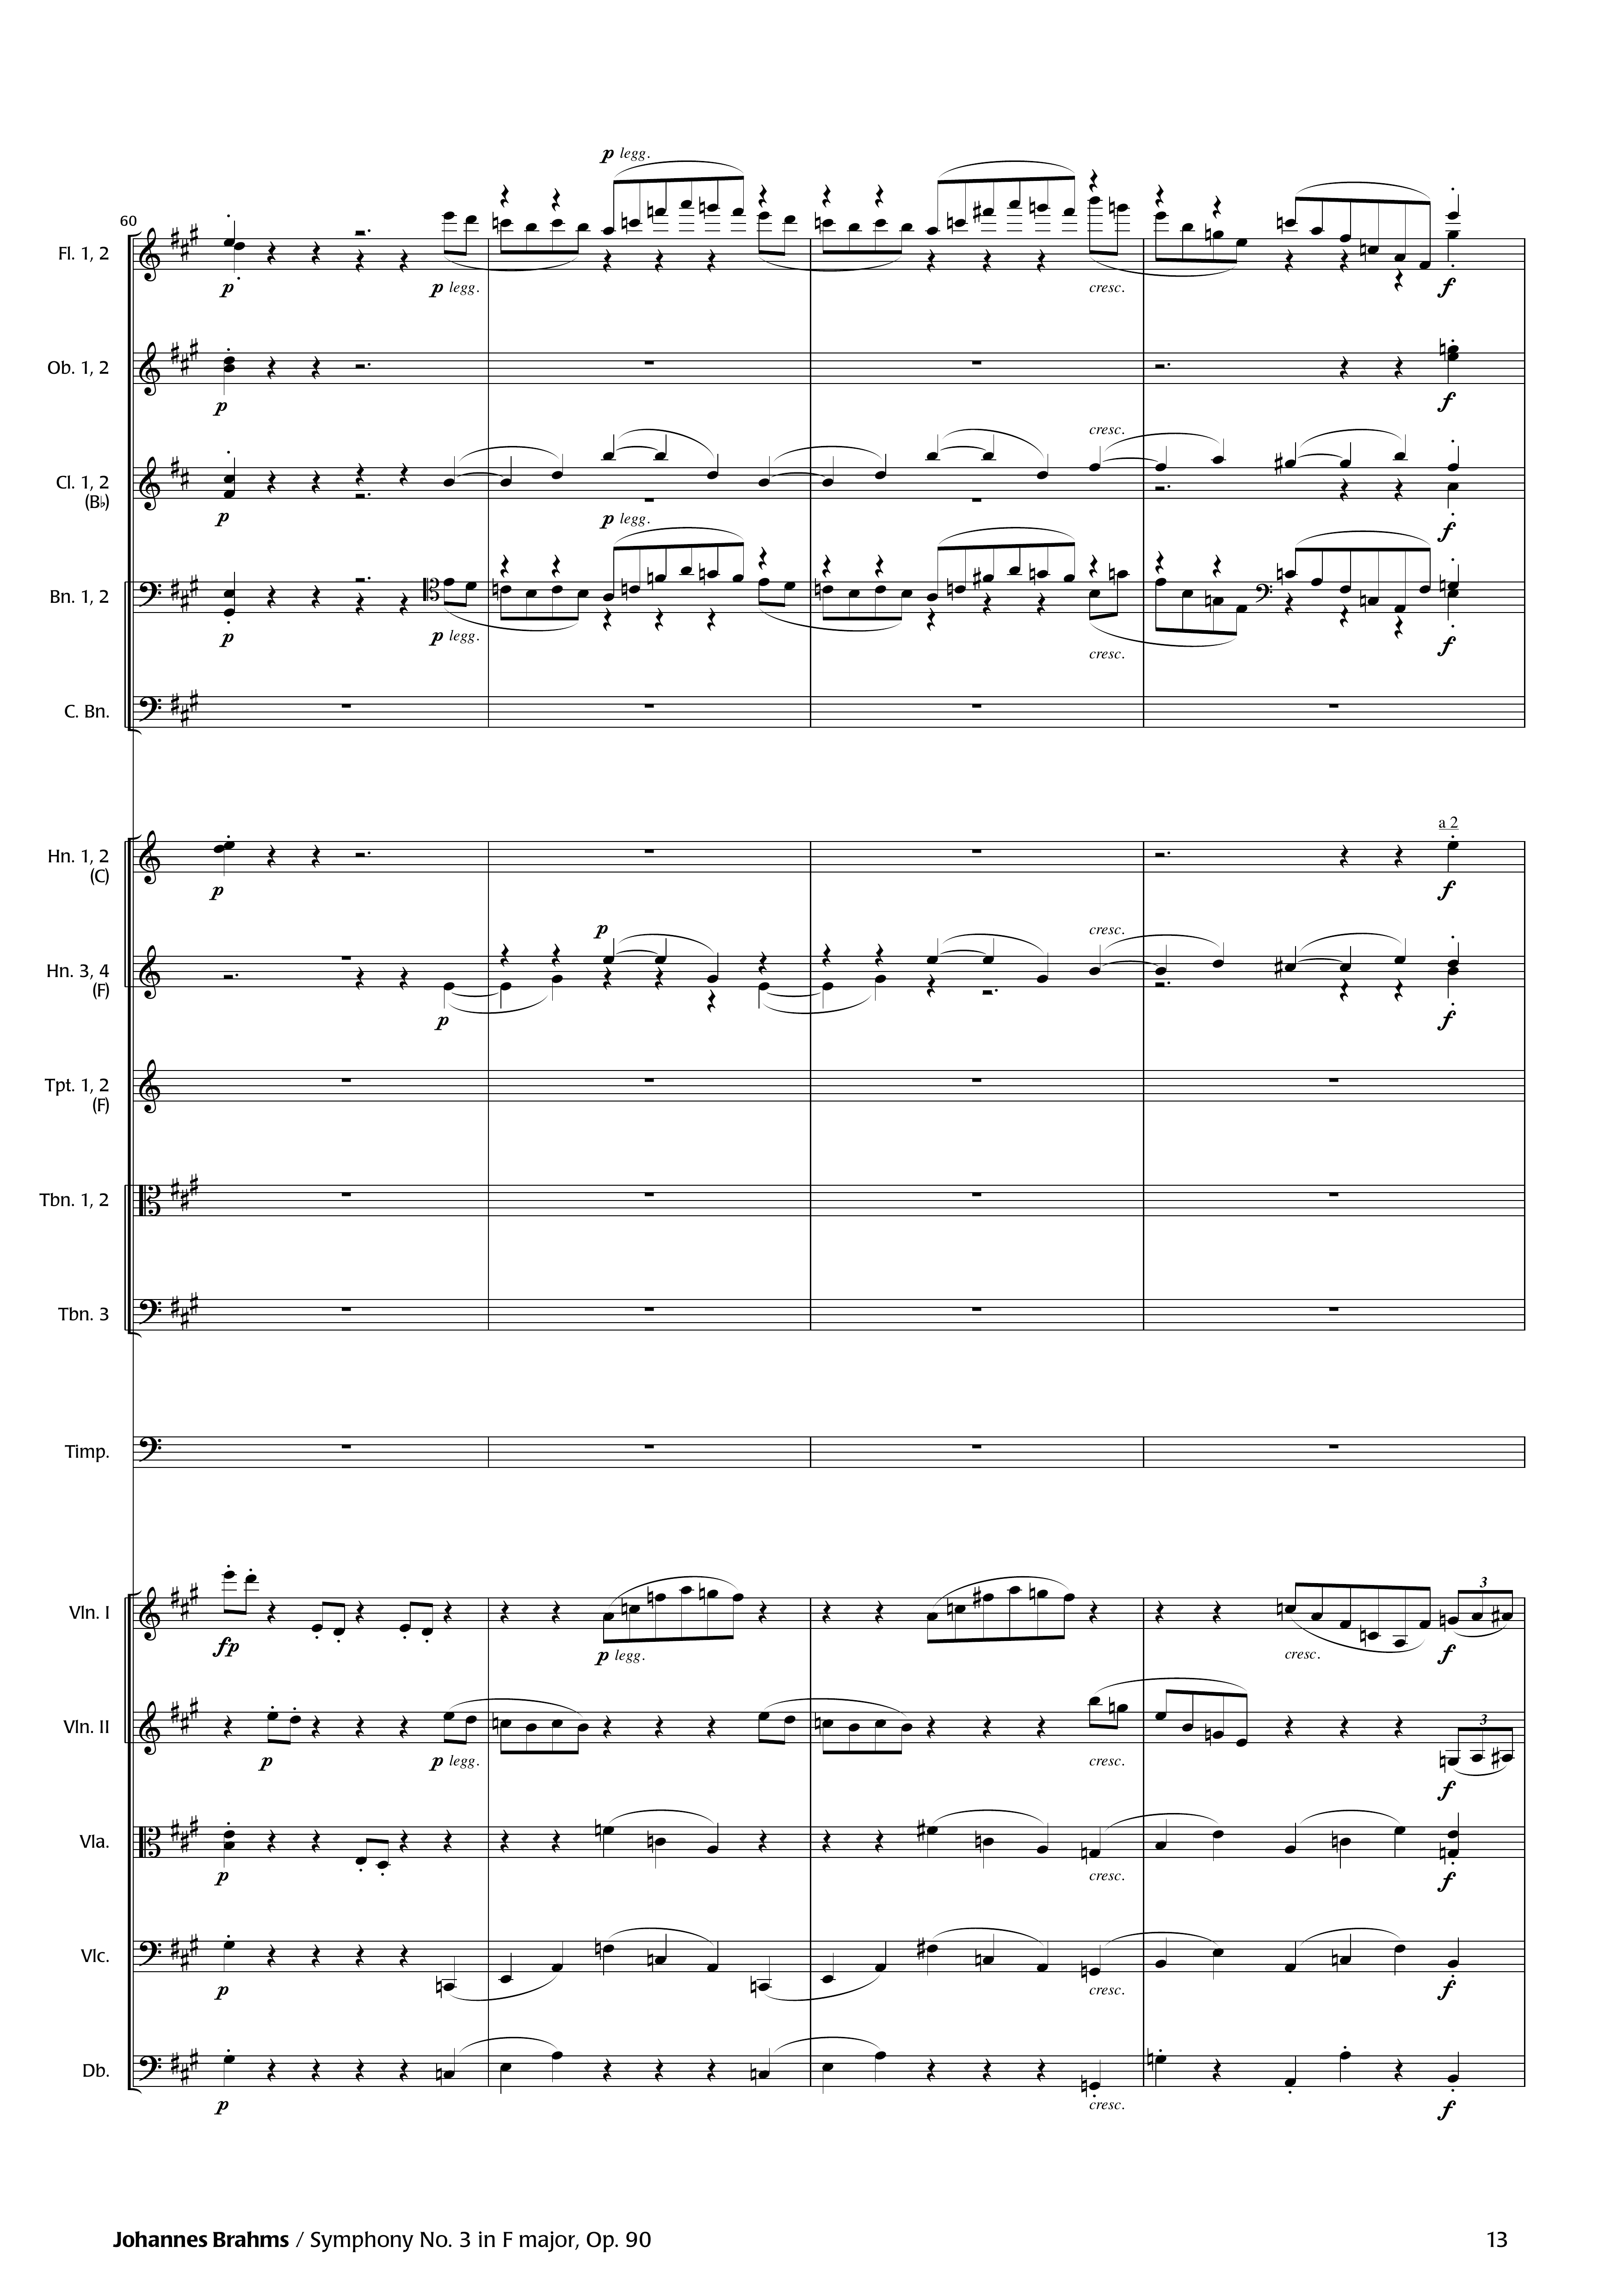 p legg.
60
Fl. 1, 2
p
p legg.
cresc.
f
Ob. 1, 2
p
f
cresc.
Cl. 1, 2
(B♭)
p
p legg.
f
Bn. 1, 2
p
p legg.
cresc.
f
C. Bn.
a 2
Hn. 1, 2
(C)
p
f
p
cresc.
Hn. 3, 4
(F)
p
f
Tpt. 1, 2
(F)
Tbn. 1, 2
Tbn. 3
Timp.
3
Vln. I
fp
p legg.
cresc.
f
3
Vln. II
p
p legg.
cresc.
f
Vla.
p
cresc.
f
Vlc.
p
cresc.
f
Db.
p
cresc.
f
Johannes Brahms / Symphony No. 3 in F major, Op. 90
13